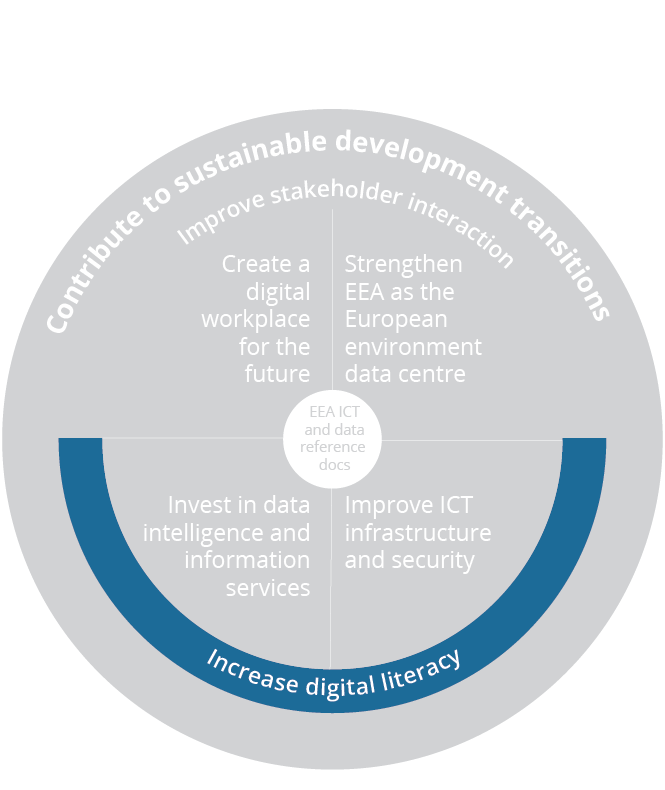 Contribute to sustainable development transitions
Improve stakeholder interaction
Create a
digital
workplace
for the
future
Strengthen
EEA as the
European
environment
data centre
EEA ICT
and data
reference
docs
Invest in data
intelligence and
information
services
Improve ICT
infrastructure
and security
Increase digital literacy